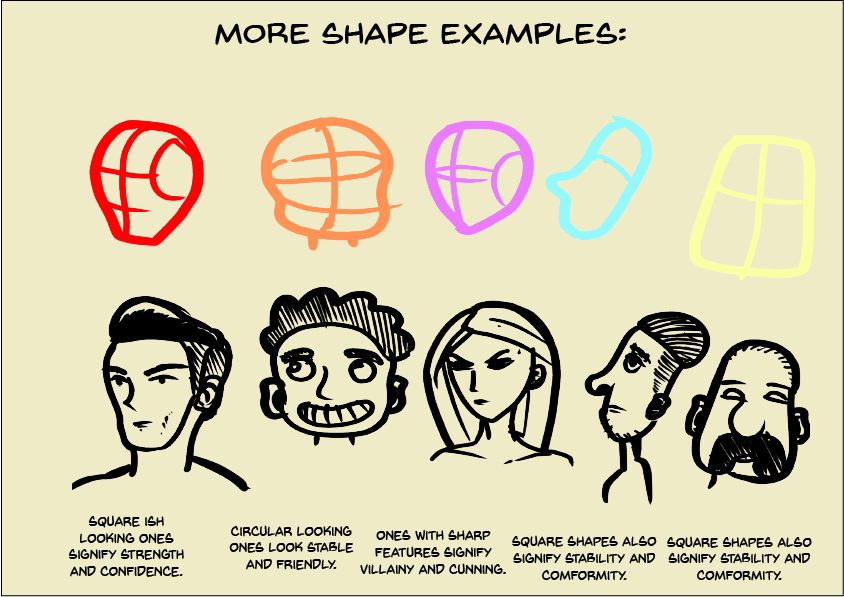 MORE SHAPE EXAMPLES:
SQUARE ISH
LOOKING ONES
SIGNIFY STRENGTH
AND CONFIDENCE.
CIRCULAR LOOKING
ONES LOOK STABLE
AND FRIENDLY.
ONES WITH SHARP
FEATURES SIGNIFY
VILLAINY AND CUNNING.
SQUARE SHAPES ALSO
SIGNIFY STABILITY AND
COMFORMITY.
SQUARE SHAPES ALSO
SIGNIFY STABILITY AND
COMFORMITY.